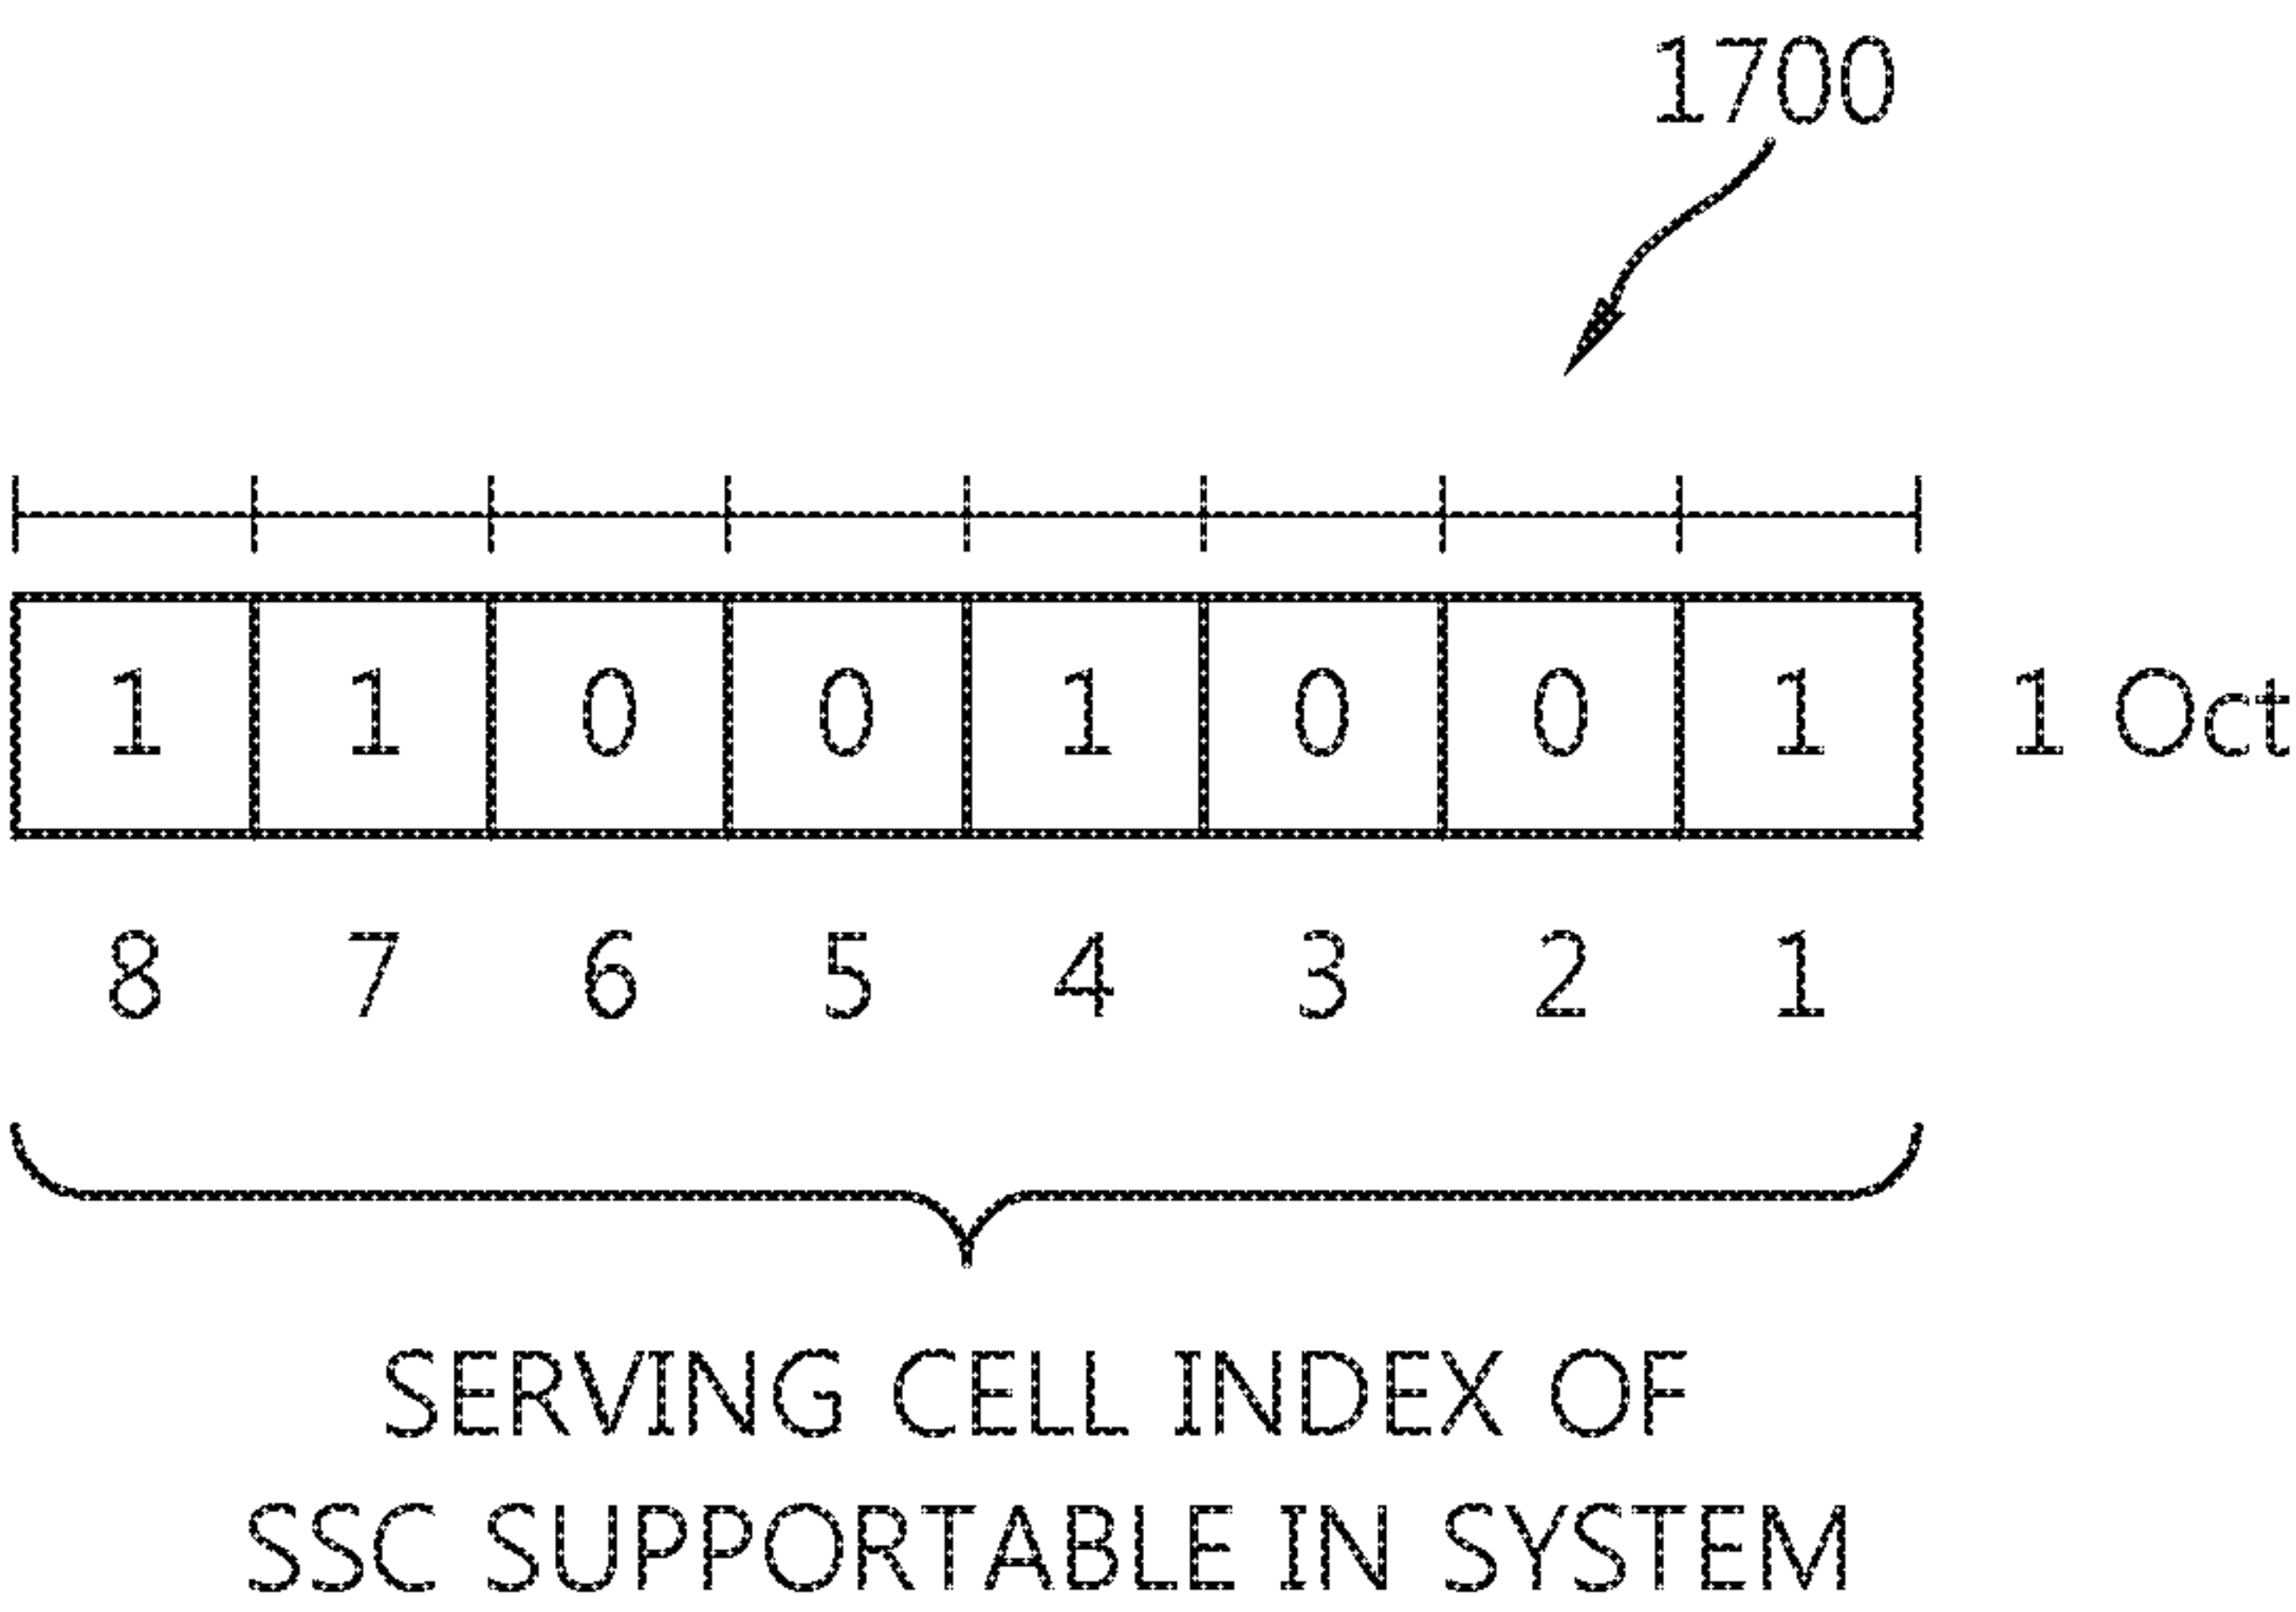 1700
1 1 0 0 1 0 0 1 1 Oct
8 7 6 5 4 3 2 1
SERVING CELL INDEX OF
SSC SUPPORTABLE IN SYSTEM